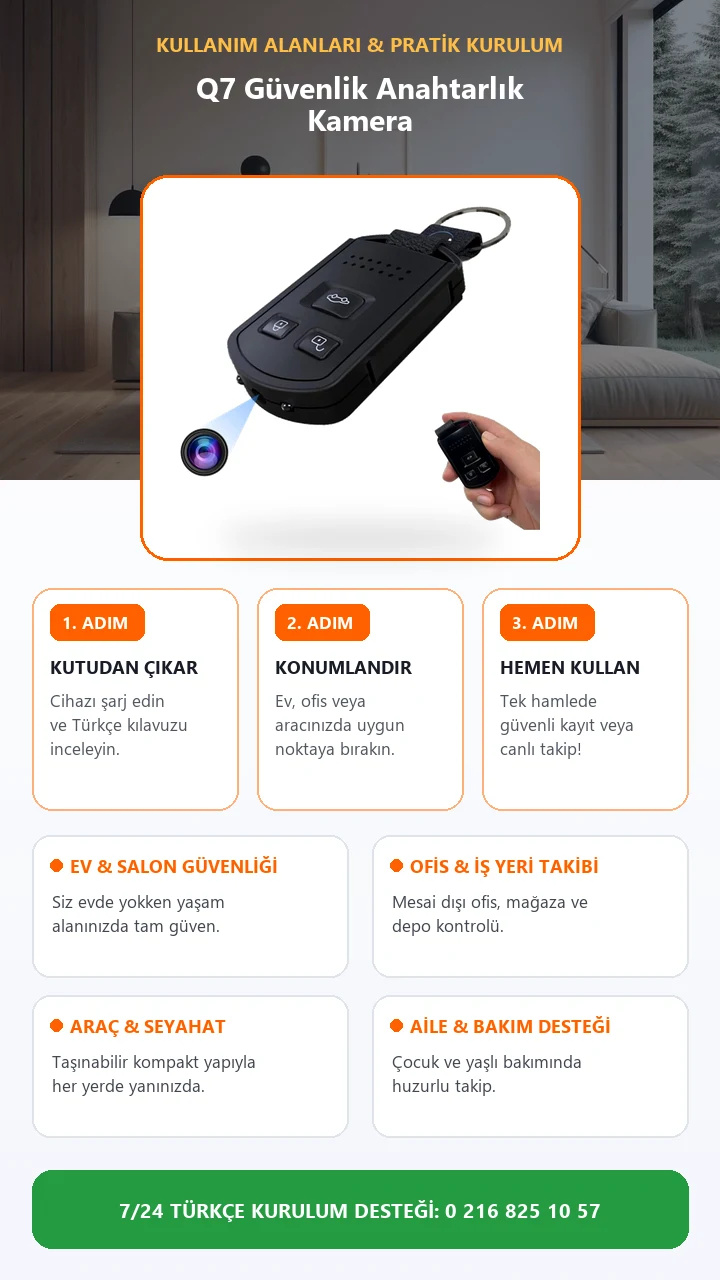 KULLANIM ALANLARI & PRATİK KURULUM
Q7 Güvenlik Anahtarlık
Kamera
1. ADIM
KUTUDAN ÇIKAR
Cihazı şarj edin
ve Türkçe kılavuzu
inceleyin.
2. ADIM
KONUMLANDIR
Ev, ofis veya
aracınızda uygun
noktaya bırakın.
3. ADIM
HEMEN KULLAN
Tek hamlede
güvenli kayıt veya
canlı takip!
EV & SALON GÜVENLİĞİ
Siz evde yokken yaşam
alanınızda tam güven.
OFİS & İŞ YERİ TAKİBİ
Mesai dışı ofis, mağaza ve
depo kontrolü.
ARAÇ & SEYAHAT
Taşınabilir kompakt yapıyla
her yerde yanınızda.
AİLE & BAKIM DESTEĞİ
Çocuk ve yaşlı bakımında
huzurlu takip.
7/24 TÜRKÇE KURULUM DESTEĞİ: 0 216 825 10 57